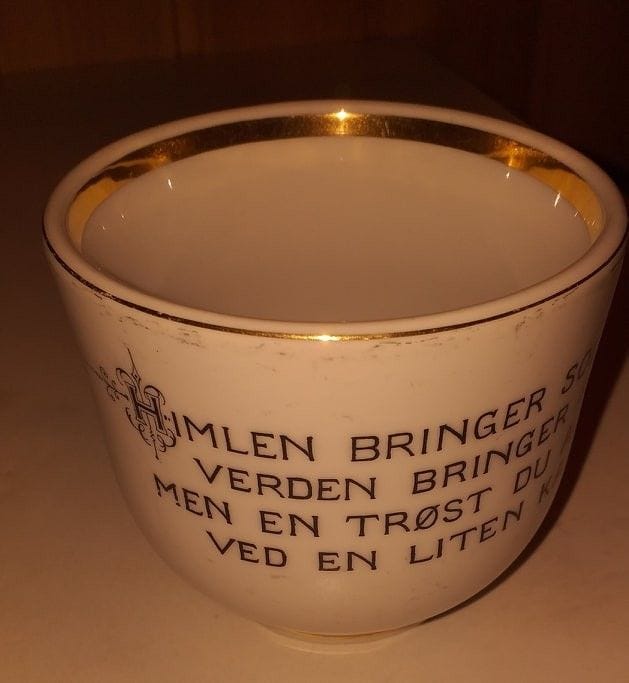 HIMLEN BRINGER
VERDEN BRINGER
MEN EN TRØST DU
VED EN LITEN